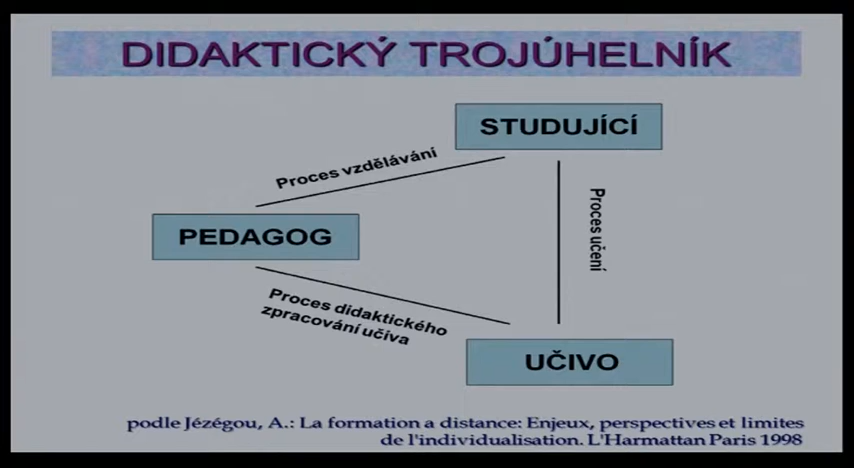 DIDAKTICKÝ TROJÚHELNÍK
STUDUJÍCÍ
Proces vzdělávání
Proces učení
PEDAGOG
Proces didaktického
zpracování učiva
UČIVO
podle Jézégou, A.: La formation a distance: Enjeux, perspectives et limites
de l'individualisation. L'Harmattan Paris 1998